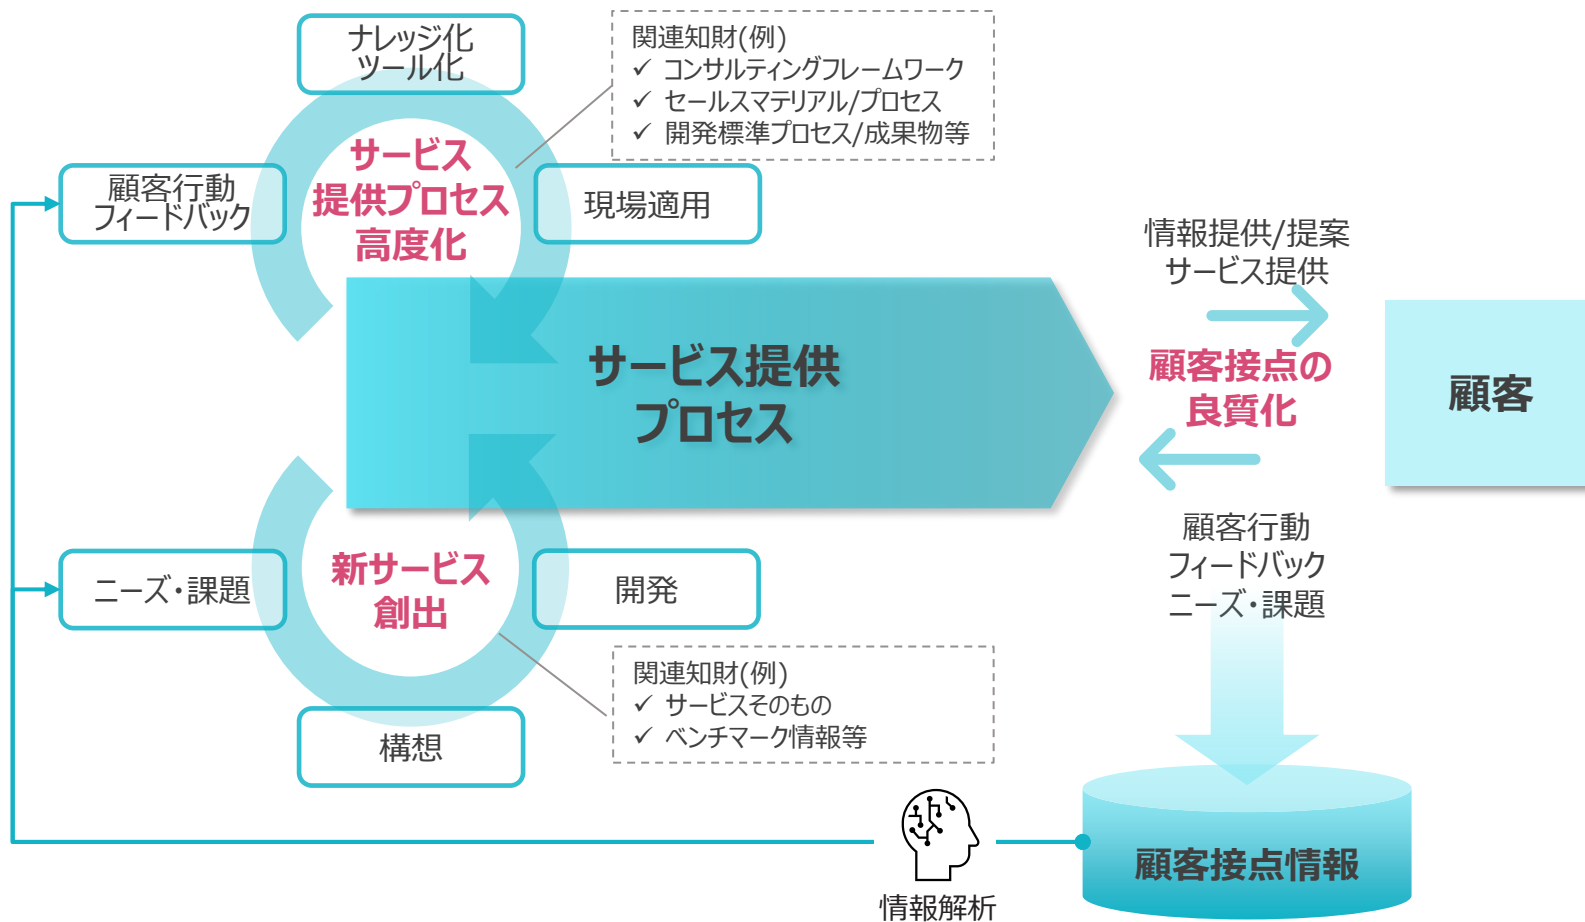 ナレッジ化
ツール化
関連知財(例)
✓ コンサルティングフレームワーク
✓ セールスマテリアル/プロセス
✓ 開発標準プロセス/成果物等
サービス
提供プロセス
高度化
顧客行動
フィードバック
現場適用
情報提供/提案
サービス提供
サービス提供
プロセス
顧客接点の
良質化
顧客
顧客行動
フィードバック
ニーズ・課題
ニーズ・課題
新サービス
創出
開発
関連知財(例)
✓ サービスそのもの
✓ ベンチマーク情報等
構想
顧客接点情報
情報解析